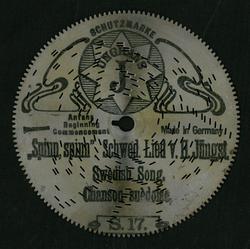 SCHUTZMARKE
J
Anfang
Beginning
Commencement
Made in Germany
„Spinn, spinn" Schwed. Lied v. H. Jüngst
Swedish Song.
Chanson suédoise.
S. 17.